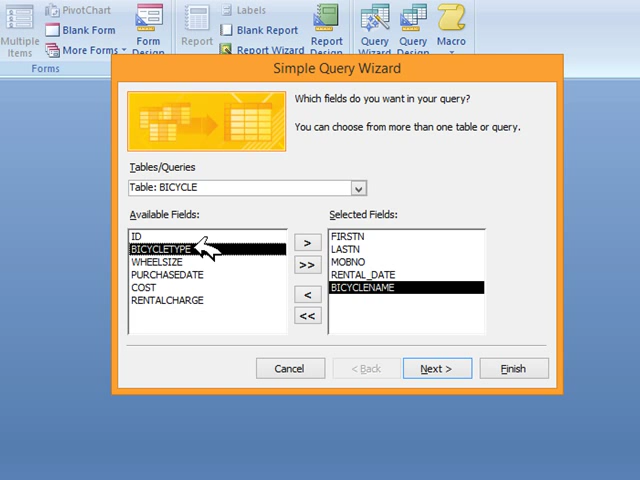 PivotChart
Labels
Multiple
Items
Blank Form
More Forms
Form
Design
Report
Blank Report
Report Wizard
Report
Design
Query
Wizard
Query
Design
Macro
Forms
Simple Query Wizard
Which fields do you want in your query?
You can choose from more than one table or query.
Tables/Queries
Table: BICYCLE
Available Fields:
Selected Fields:
ID
BICYCLETYPE
WHEELSIZE
PURCHASEDATE
COST
RENTALCHARGE
>
>>
<
<<
FIRSTN
LASTN
MOBNO
RENTAL_DATE
BICYCLENAME
Cancel
< Back
Next >
Finish